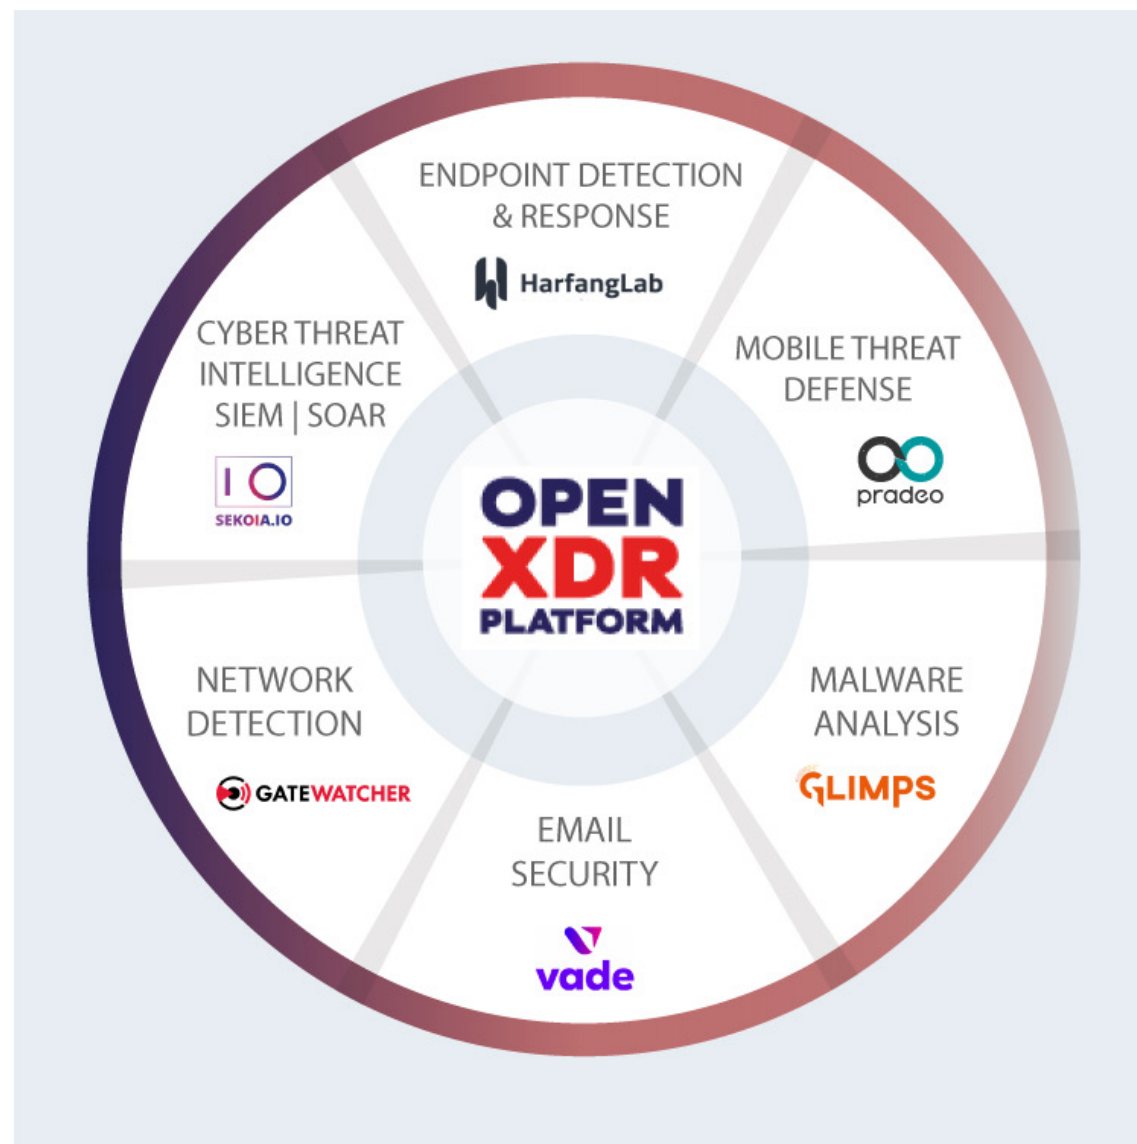 ENDPOINT DETECTION
& RESPONSE
HarfangLab
MOBILE THREAT
DEFENSE
pradeo
MALWARE
ANALYSIS
GLIMPS
EMAIL
SECURITY
vade
NETWORK
DETECTION
GATEWATCHER
CYBER THREAT
INTELLIGENCE
SIEM | SOAR
IO
SEKOIA.IO
OPEN
XDR
PLATFORM